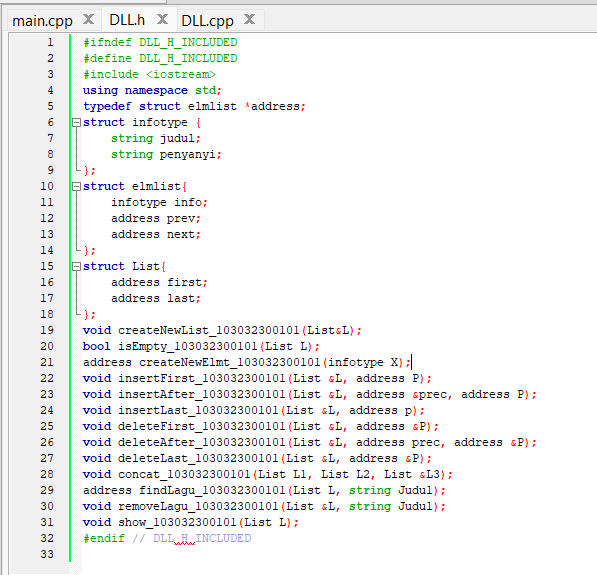 main.cpp X DLL.h X DLL.cpp X
1 #ifndef DLL_H_INCLUDED
2 #define DLL_H_INCLUDED
3 #include <iostream>
4 using namespace std;
5 typedef struct elmlist *address;
6 struct infotype {
7 string judul;
8 string penyanyi;
9 };
10 struct elmlist{
11 infotype info;
12 address prev;
13 address next;
14 };
15 struct List{
16 address first;
17 address last;
18 };
19 void createNewList_103032300101(List&L);
20 bool isEmpty_103032300101(List L);
21 address createNewElmt_103032300101(infotype X);
22 void insertFirst_103032300101(List &L, address P);
23 void insertAfter_103032300101(List &L, address &prec, address P);
24 void insertLast_103032300101(List &L, address p);
25 void deleteFirst_103032300101(List &L, address &P);
26 void deleteAfter_103032300101(List &L, address prec, address &P);
27 void deleteLast_103032300101(List &L, address &P);
28 void concat_103032300101(List L1, List L2, List &L3);
29 address findLagu_103032300101(List L, string Judul);
30 void removeLagu_103032300101(List &L, string Judul);
31 void show_103032300101(List L);
32 #endif // DLL_H_INCLUDED
33